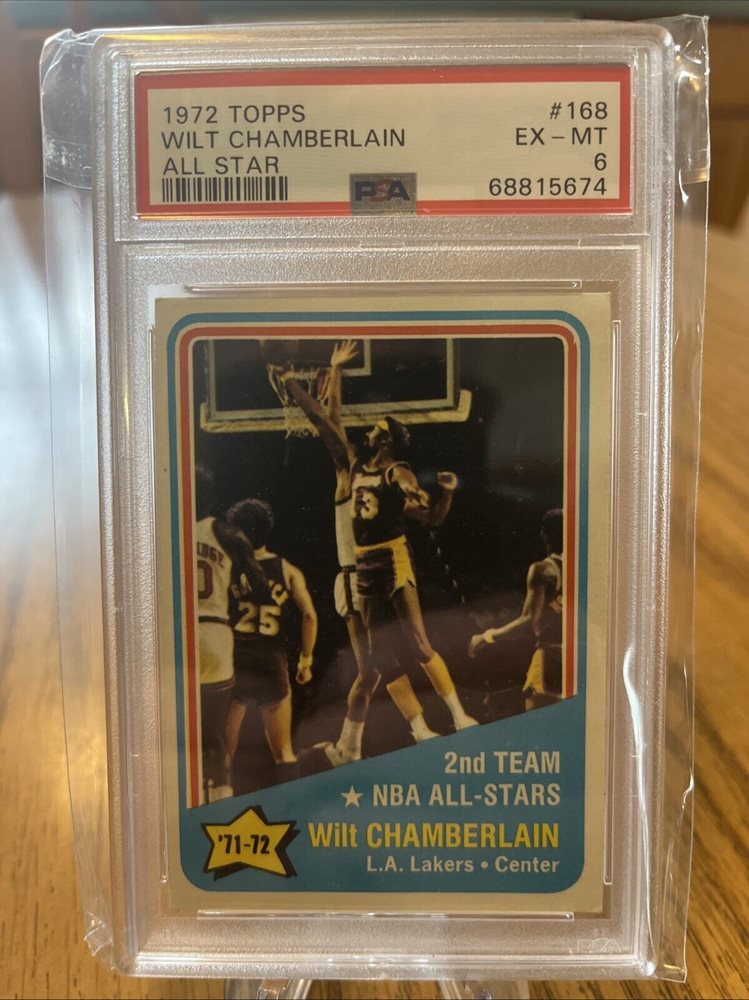 1972 TOPPS #168
WILT CHAMBERLAIN EX - MT
ALL STAR 6
PSA 68815674
25
2nd TEAM
★ NBA ALL-STARS
'71-72 Wilt CHAMBERLAIN
L.A. Lakers • Center
PSA